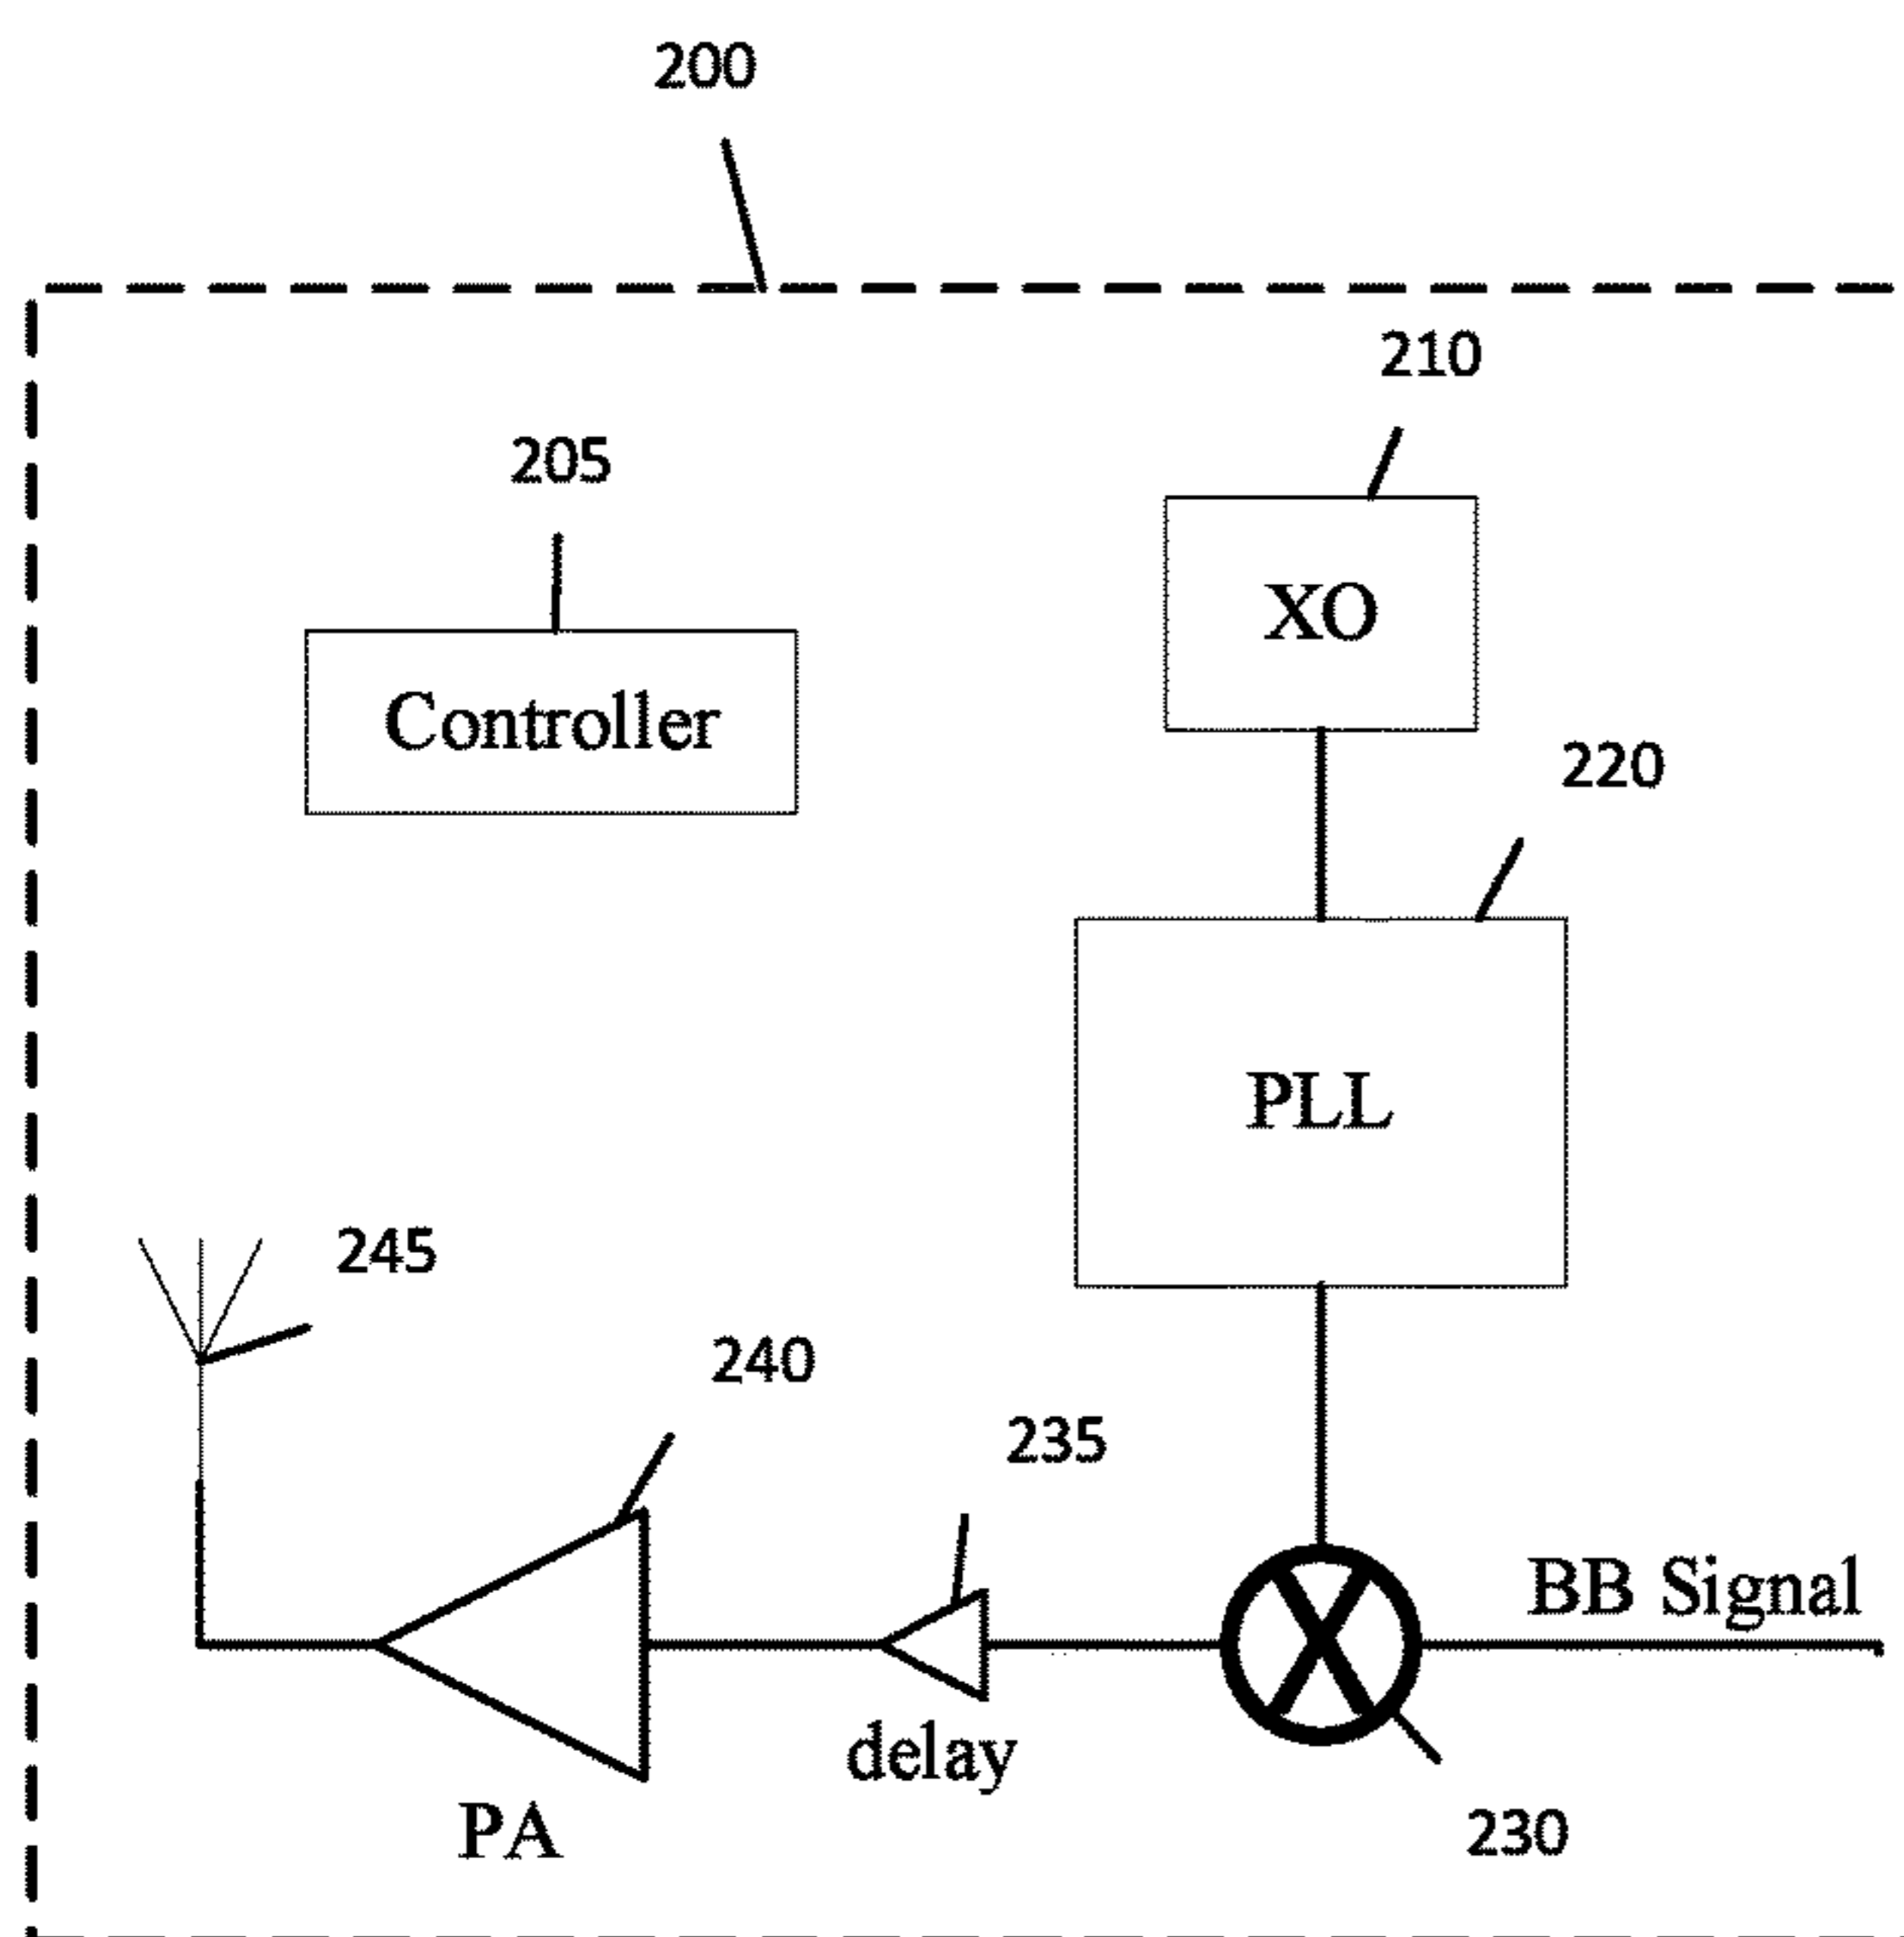 200
210
205
XO
Controller
220
PLL
245
240
235
BB Signal
delay
PA
230